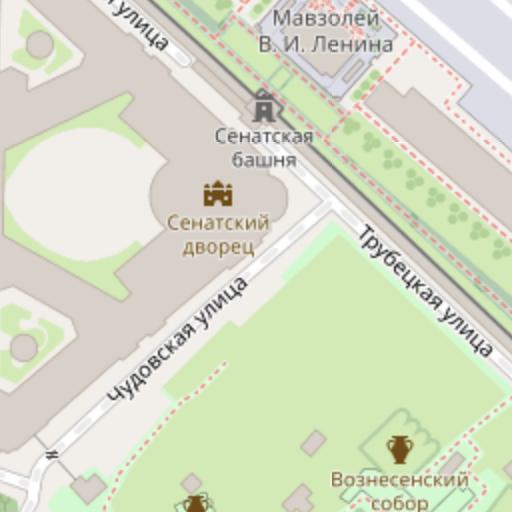 улица
Мавзолей
В. И. Ленина
Сенатская
башня
Сенатский
дворец
Трубецкая улица
Чудовская улица
Вознесенский
собор